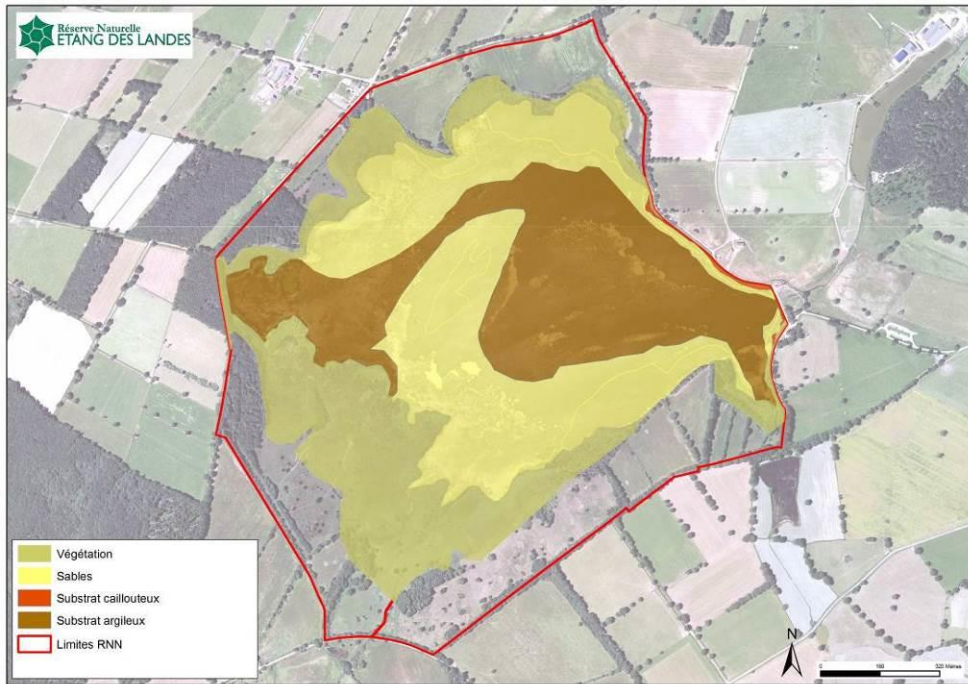 Réserve Naturelle
ETANG DES LANDES
Végétation
Sables
Substrat caillouteux
Substrat argileux
Limites RNN
N
0 160 320 Mètres